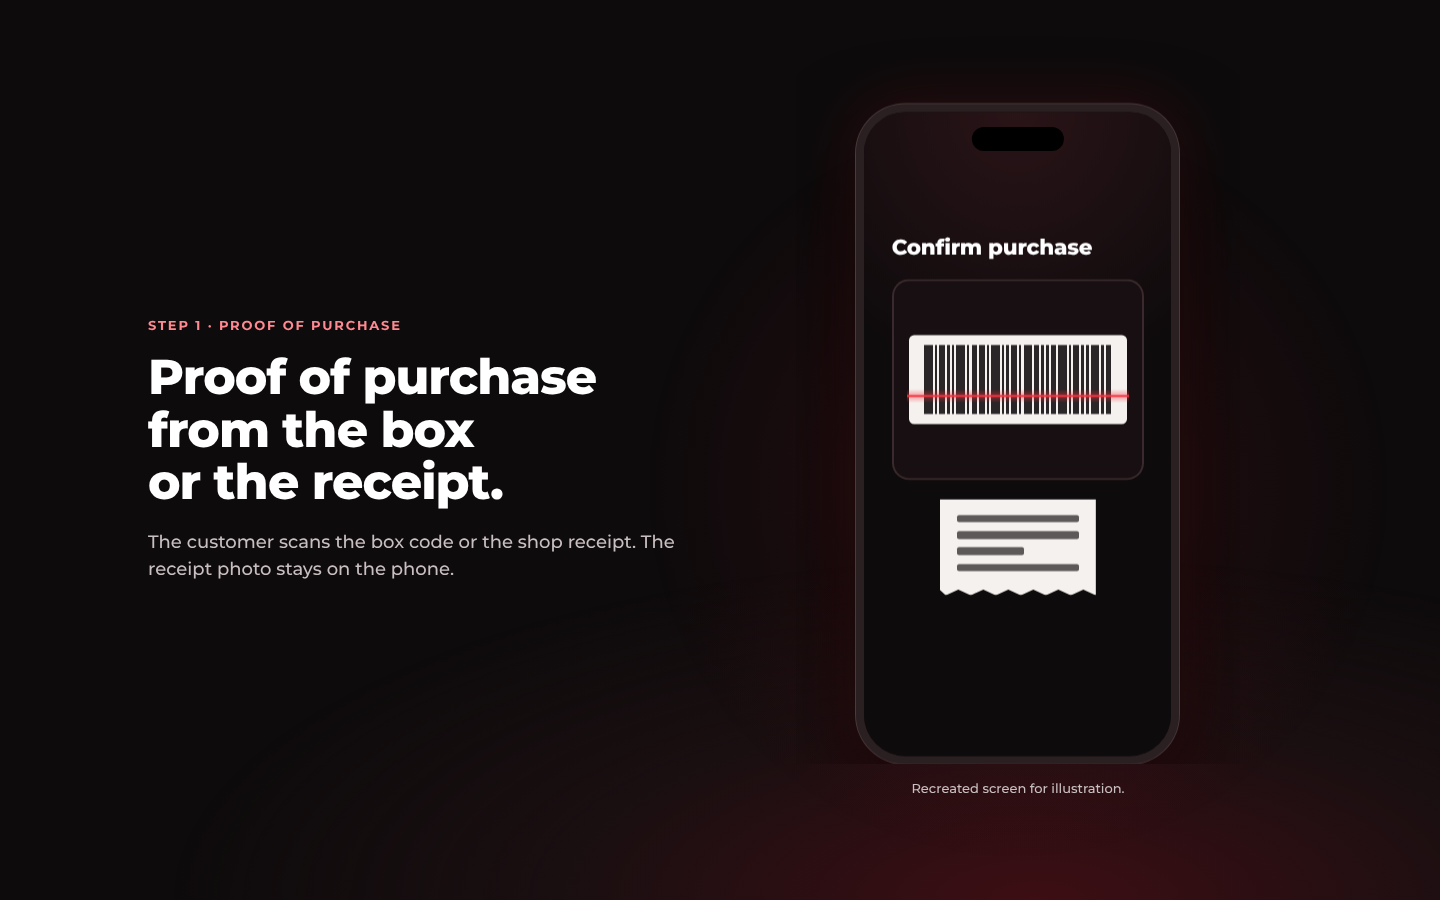 STEP 1 · PROOF OF PURCHASE
Proof of purchase
from the box
or the receipt.
The customer scans the box code or the shop receipt. The
receipt photo stays on the phone.
Confirm purchase
Recreated screen for illustration.